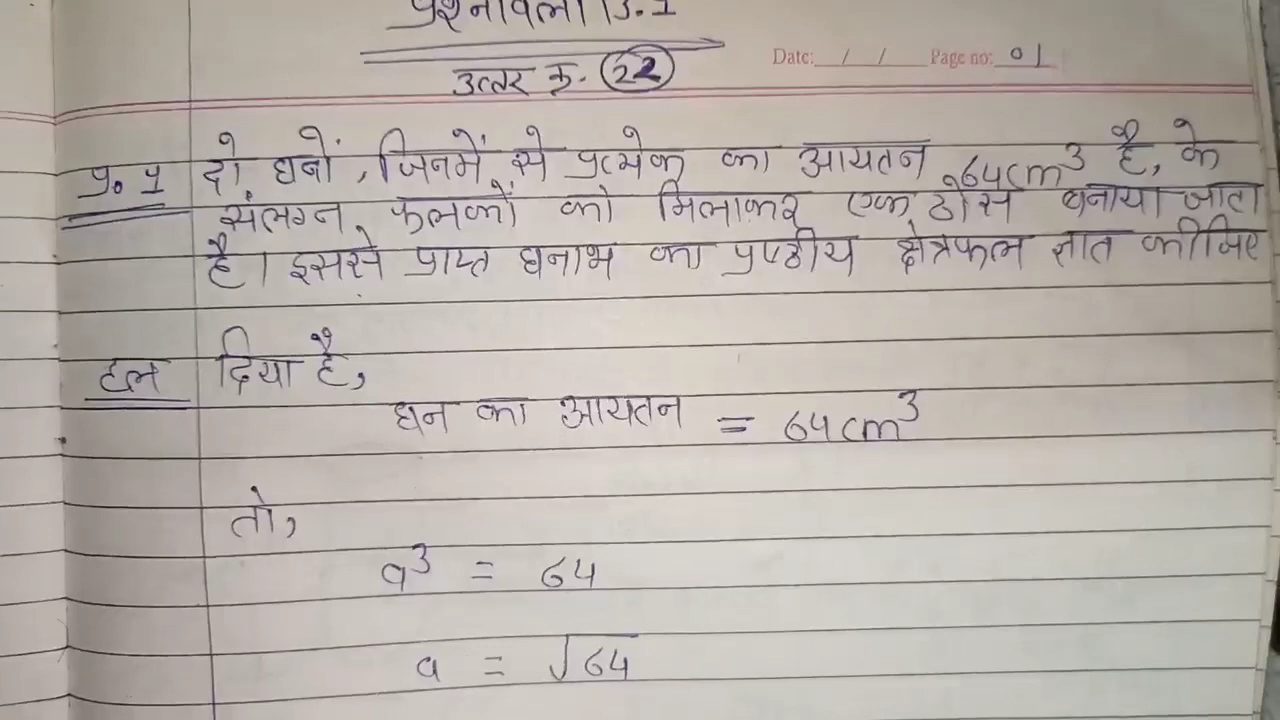 प्रश्नावली 13.1
उत्तर क्र. 22
Date: / / Page no: 01
प्र. 1 दो घनों, जिनमें से प्रत्येक का आयतन 64cm³ है, के
संलग्न फलकों को मिलाकर एक ठोस बनाया जाता
है। इससे प्राप्त घनाभ का पृष्ठीय क्षेत्रफल ज्ञात कीजिए
हल दिया है,
घन का आयतन = 64cm³
तो,
a³ = 64
a = √64